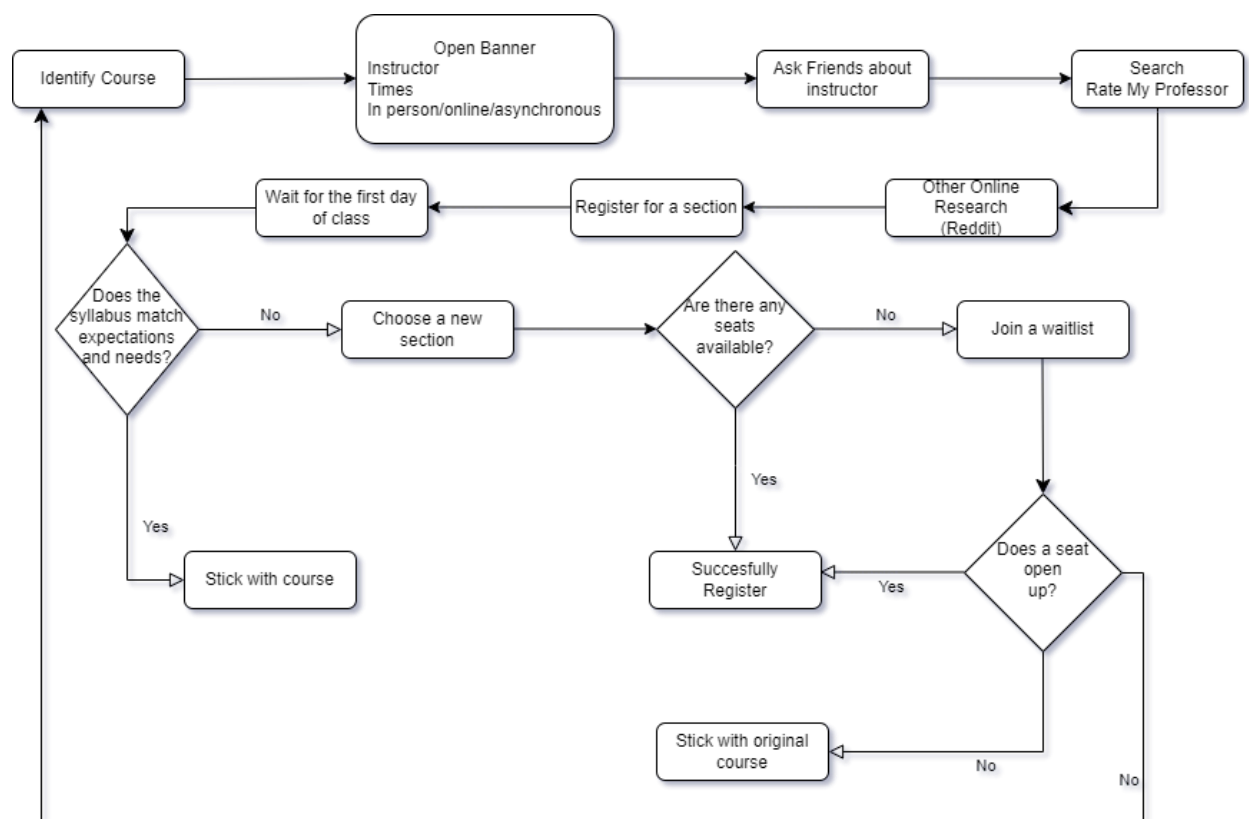 Identify Course
Open Banner
Instructor
Times
In person/online/asynchronous
Ask Friends about
instructor
Search
Rate My Professor
Wait for the first day
of class
Register for a section
Other Online
Research
(Reddit)
Does the
syllabus match
expectations
and needs?
No
Choose a new
section
Are there any
seats
available?
No
Join a waitlist
Yes
Yes
Stick with course
Succesfully
Register
Yes
Does a seat
open
up?
Stick with original
course
No
No